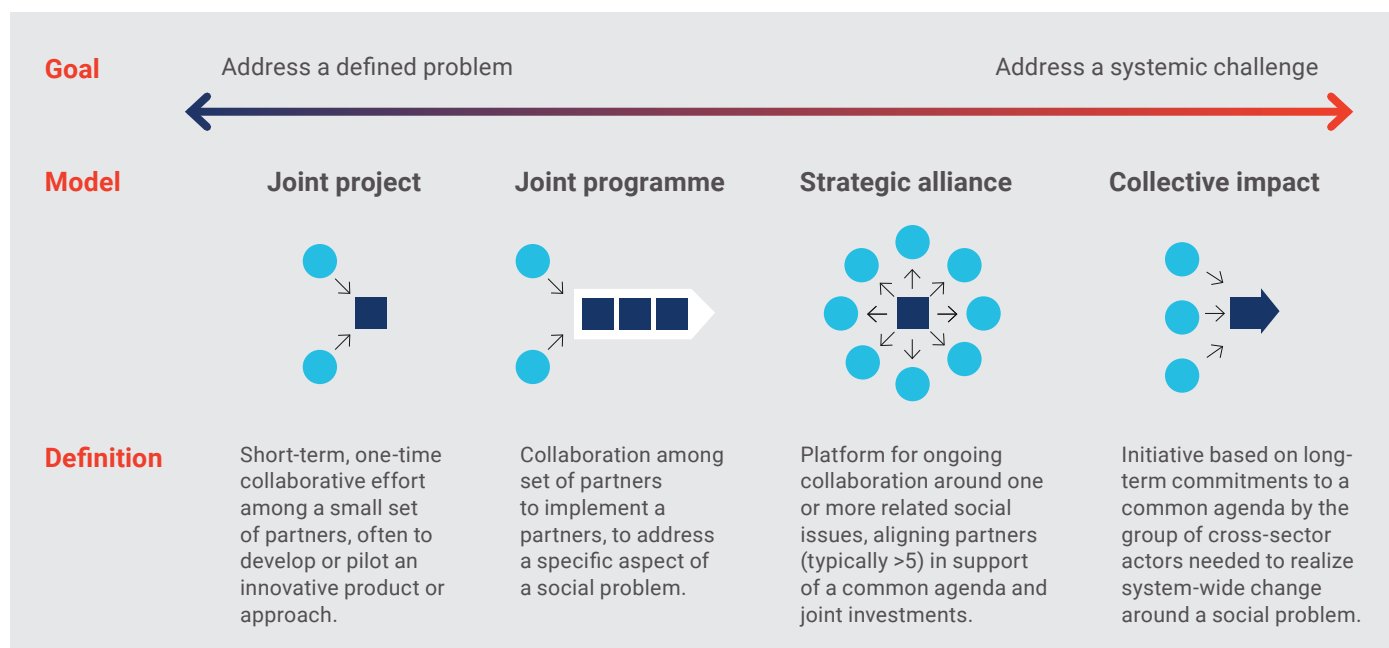 Goal
Address a defined problem
Address a systemic challenge
Model
Joint project
Joint programme
Strategic alliance
Collective impact
Definition
Short-term, one-time
collaborative effort
among a small set
of partners, often to
develop or pilot an
innovative product or
approach.
Collaboration among
set of partners
to implement a
partners, to address
a specific aspect of
a social problem.
Platform for ongoing
collaboration around one
or more related social
issues, aligning partners
(typically >5) in support
of a common agenda and
joint investments.
Initiative based on long-
term commitments to a
common agenda by the
group of cross-sector
actors needed to realize
system-wide change
around a social problem.